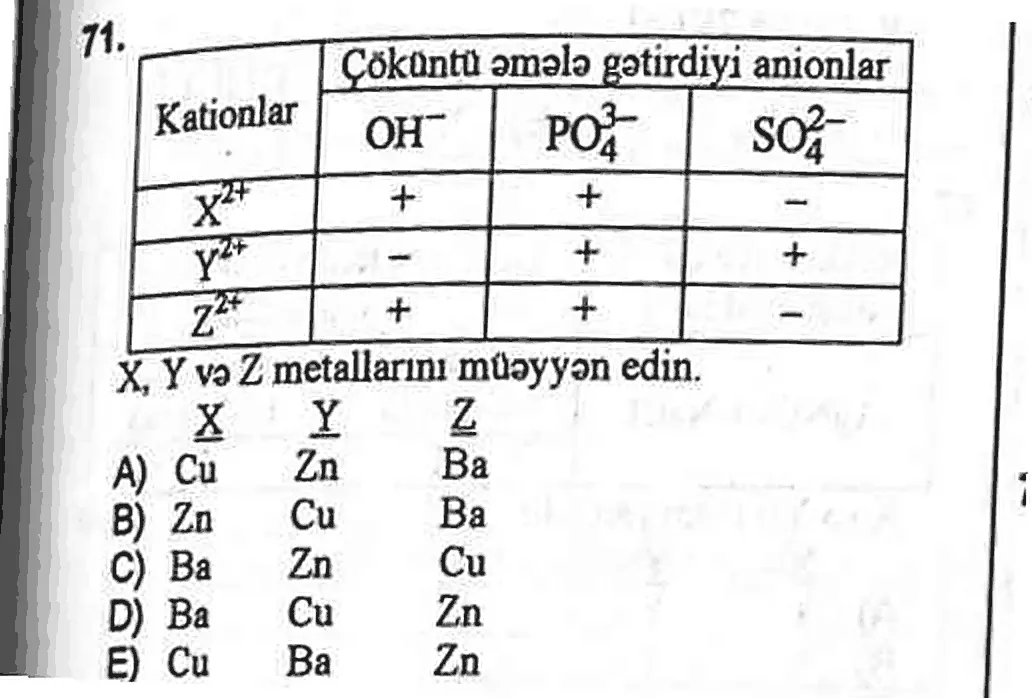 71.
Çöküntü əmələ gətirdiyi anionlar
Kationlar
OH⁻ PO₄³⁻ SO₄²⁻
X²⁺ + + −
Y²⁺ − + +
Z²⁺ + + −
X, Y və Z metallarını müəyyən edin.
X Y Z
A) Cu Zn Ba
B) Zn Cu Ba
C) Ba Zn Cu
D) Ba Cu Zn
E) Cu Ba Zn